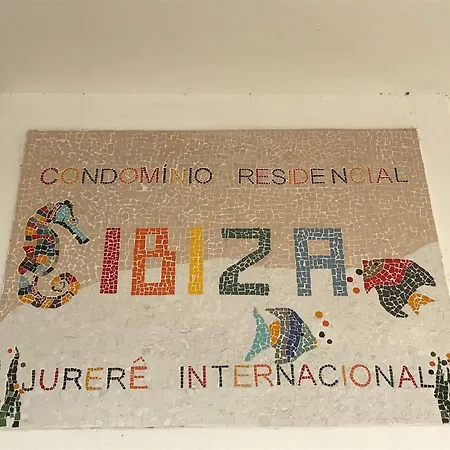 CONDOMÍNIO RESIDENCIAL
IBIZA
JURERÊ INTERNACIONAL